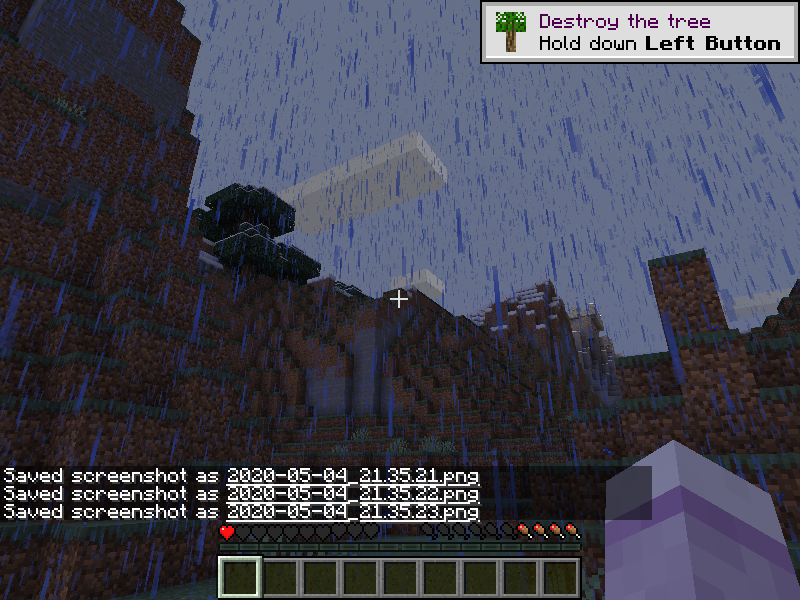 Destroy the tree
Hold down Left Button
Saved screenshot as 2020-05-04_21.35.21.png
Saved screenshot as 2020-05-04_21.35.22.png
Saved screenshot as 2020-05-04_21.35.23.png